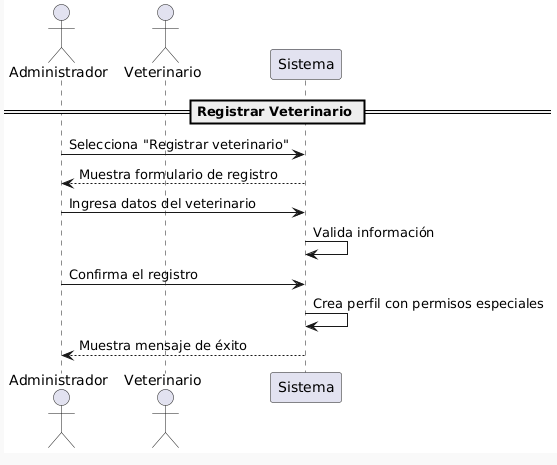 Administrador
Veterinario
Sistema
Registrar Veterinario
Selecciona "Registrar veterinario"
Muestra formulario de registro
Ingresa datos del veterinario
Valida información
Confirma el registro
Crea perfil con permisos especiales
Muestra mensaje de éxito
Administrador
Veterinario
Sistema